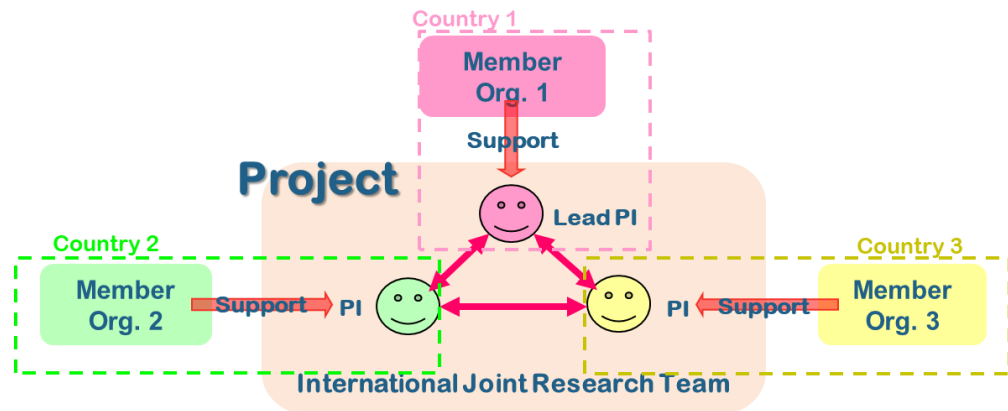 Country 1
Member
Org. 1
Support
Project
Lead PI
Country 2
Country 3
Member
Org. 2
Support
PI
PI
Support
Member
Org. 3
International Joint Research Team